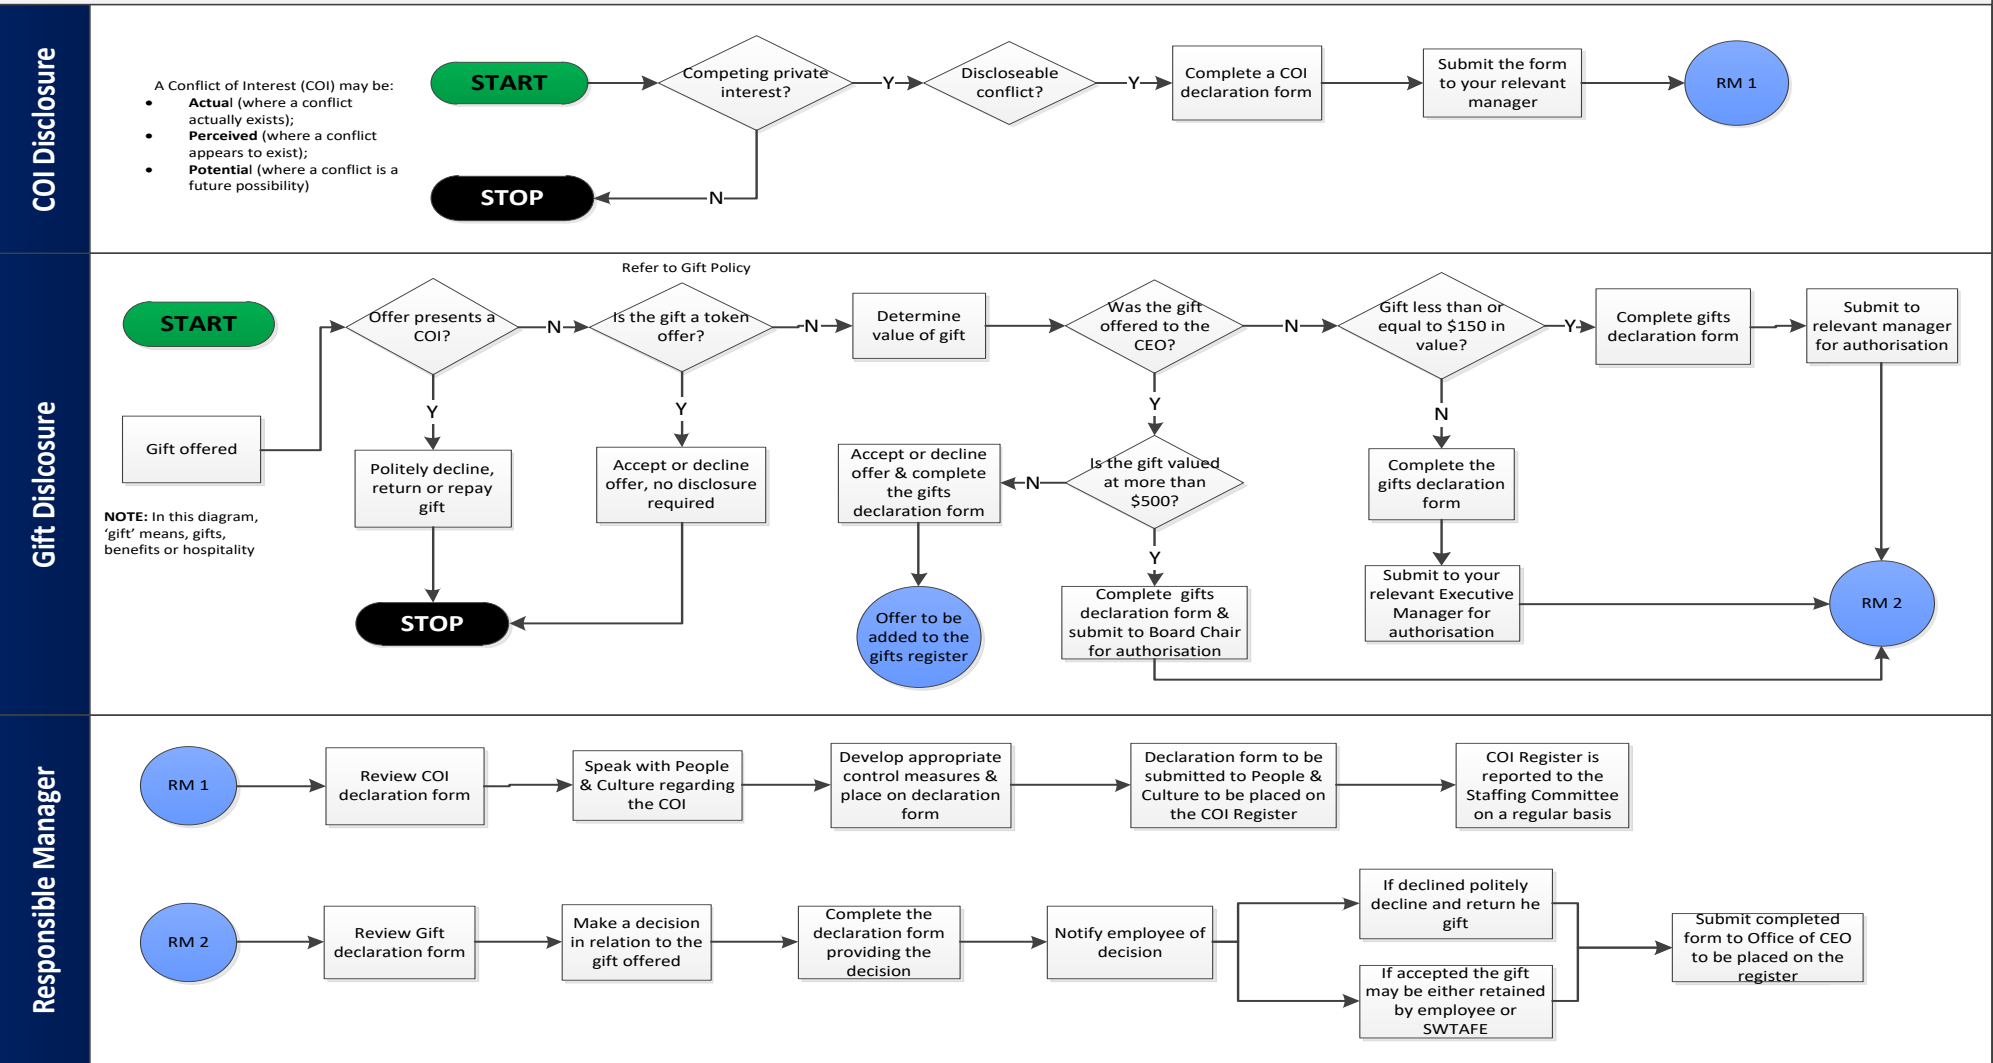 COI Disclosure
A Conflict of Interest (COI) may be:
• Actual (where a conflict
actually exists);
• Perceived (where a conflict
appears to exist);
• Potential (where a conflict is a
future possibility)
START
Competing private
interest?
Y
Discloseable
conflict?
Y
Complete a COI
declaration form
Submit the form
to your relevant
manager
RM 1
N
STOP
Gift Dislcosure
START
Gift offered
NOTE: In this diagram,
‘gift’ means, gifts,
benefits or hospitality
Offer presents a
COI?
N
Refer to Gift Policy
Is the gift a token
offer?
N
Determine
value of gift
Was the gift
offered to the
CEO?
N
Gift less than or
equal to $150 in
value?
Y
Complete gifts
declaration form
Submit to
relevant manager
for authorisation
Y
Politely decline,
return or repay
gift
Y
Accept or decline
offer, no disclosure
required
STOP
Y
Is the gift valued
at more than
$500?
N
Accept or decline
offer & complete
the gifts
declaration form
Offer to be
added to the
gifts register
Y
Complete gifts
declaration form &
submit to Board Chair
for authorisation
N
Complete the
gifts declaration
form
Submit to your
relevant Executive
Manager for
authorisation
RM 2
Responsible Manager
RM 1
Review COI
declaration form
Speak with People
& Culture regarding
the COI
Develop appropriate
control measures &
place on declaration
form
Declaration form to be
submitted to People &
Culture to be placed on
the COI Register
COI Register is
reported to the
Staffing Committee
on a regular basis
RM 2
Review Gift
declaration form
Make a decision
in relation to the
gift offered
Complete the
declaration form
providing the
decision
Notify employee of
decision
If declined politely
decline and return he
gift
If accepted the gift
may be either retained
by employee or
SWTAFE
Submit completed
form to Office of CEO
to be placed on the
register